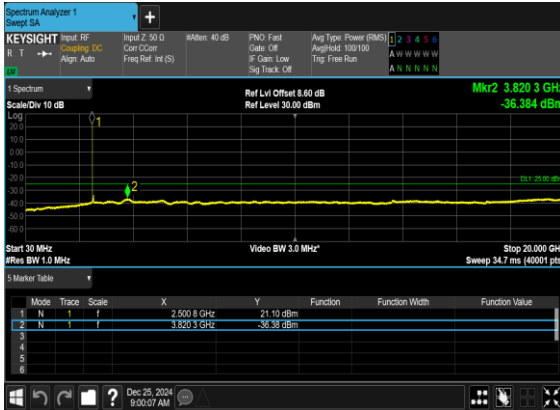 Spectrum Analyzer 1
Swept SA
+
KEYSIGHT Input: RF Input Z: 50 Ω #Atten: 40 dB PNO: Fast Avg Type: Power (RMS) 1 2 3 4 5 6
R T Coupling: DC Corr CCorr Gate: Off Avg|Hold: 100/100 A W W W W W
Align: Auto Freq Ref: Int (S) IF Gain: Low Trig: Free Run
LXI Sig Track: Off A N N N N N
1 Spectrum Ref Lvl Offset 8.60 dB Mkr2 3.820 3 GHz
Scale/Div 10 dB Ref Level 30.00 dBm -36.384 dBm
Log
1
20.0
10.0
0.00
-10.0
-20.0
DL1 -25.00 dBm
-30.0
2
-40.0
-50.0
-60.0
Start 30 MHz Video BW 3.0 MHz* Stop 20.000 GHz
#Res BW 1.0 MHz Sweep 34.7 ms (40001 pts)
5 Marker Table
Mode Trace Scale X Y Function Function Width Function Value
1 N 1 f 2.500 8 GHz 21.10 dBm
2 N 1 f 3.820 3 GHz -36.38 dBm
3
4
5
6
? Dec 25, 2024
9:00:07 AM